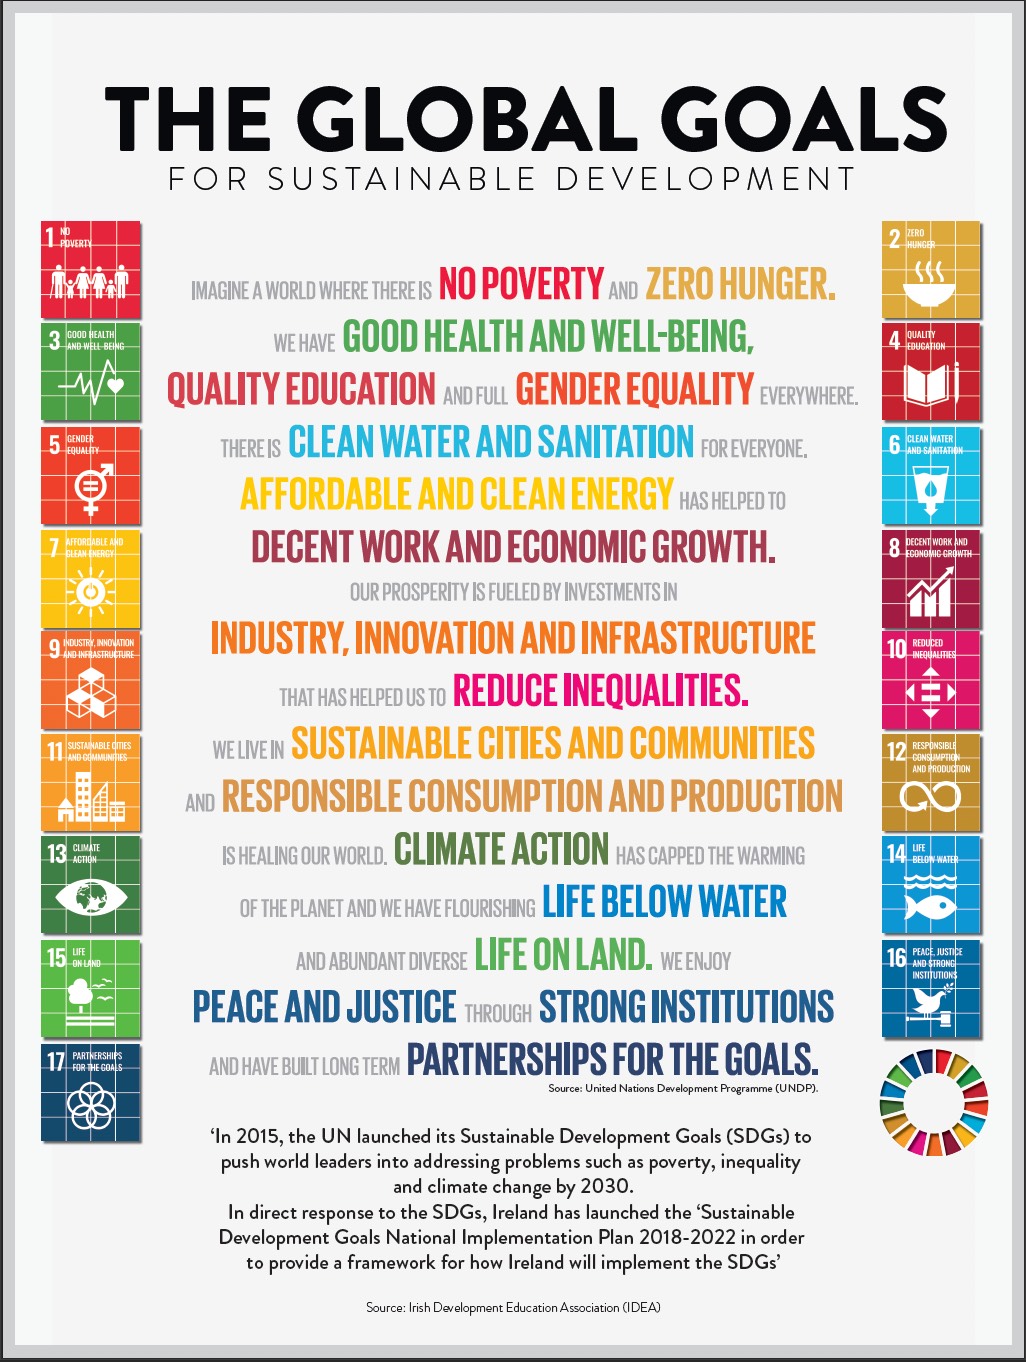 THE GLOBAL GOALS
FOR SUSTAINABLE DEVELOPMENT
1 NO
POVERTY
2 ZERO
HUNGER
IMAGINE A WORLD WHERE THERE IS NO POVERTY AND ZERO HUNGER.
3 GOOD HEALTH
AND WELL-BEING
4 QUALITY
EDUCATION
WE HAVE GOOD HEALTH AND WELL-BEING,
QUALITY EDUCATION AND FULL GENDER EQUALITY EVERYWHERE.
5 GENDER
EQUALITY
6 CLEAN WATER
AND SANITATION
THERE IS CLEAN WATER AND SANITATION FOR EVERYONE.
AFFORDABLE AND CLEAN ENERGY HAS HELPED TO
7 AFFORDABLE AND
CLEAN ENERGY
8 DECENT WORK AND
ECONOMIC GROWTH
DECENT WORK AND ECONOMIC GROWTH.
OUR PROSPERITY IS FUELED BY INVESTMENTS IN
9 INDUSTRY, INNOVATION
AND INFRASTRUCTURE
10 REDUCED
INEQUALITIES
INDUSTRY, INNOVATION AND INFRASTRUCTURE
THAT HAS HELPED US TO REDUCE INEQUALITIES.
11 SUSTAINABLE CITIES
AND COMMUNITIES
12 RESPONSIBLE
CONSUMPTION
AND PRODUCTION
WE LIVE IN SUSTAINABLE CITIES AND COMMUNITIES
AND RESPONSIBLE CONSUMPTION AND PRODUCTION
13 CLIMATE
ACTION
14 LIFE
BELOW WATER
IS HEALING OUR WORLD. CLIMATE ACTION HAS CAPPED THE WARMING
OF THE PLANET AND WE HAVE FLOURISHING LIFE BELOW WATER
15 LIFE
ON LAND
16 PEACE, JUSTICE
AND STRONG
INSTITUTIONS
AND ABUNDANT DIVERSE LIFE ON LAND. WE ENJOY
PEACE AND JUSTICE THROUGH STRONG INSTITUTIONS
17 PARTNERSHIPS
FOR THE GOALS
AND HAVE BUILT LONG TERM PARTNERSHIPS FOR THE GOALS.
Source: United Nations Development Programme (UNDP).
‘In 2015, the UN launched its Sustainable Development Goals (SDGs) to
push world leaders into addressing problems such as poverty, inequality
and climate change by 2030.
In direct response to the SDGs, Ireland has launched the ‘Sustainable
Development Goals National Implementation Plan 2018-2022 in order
to provide a framework for how Ireland will implement the SDGs’
Source: Irish Development Education Association (IDEA)